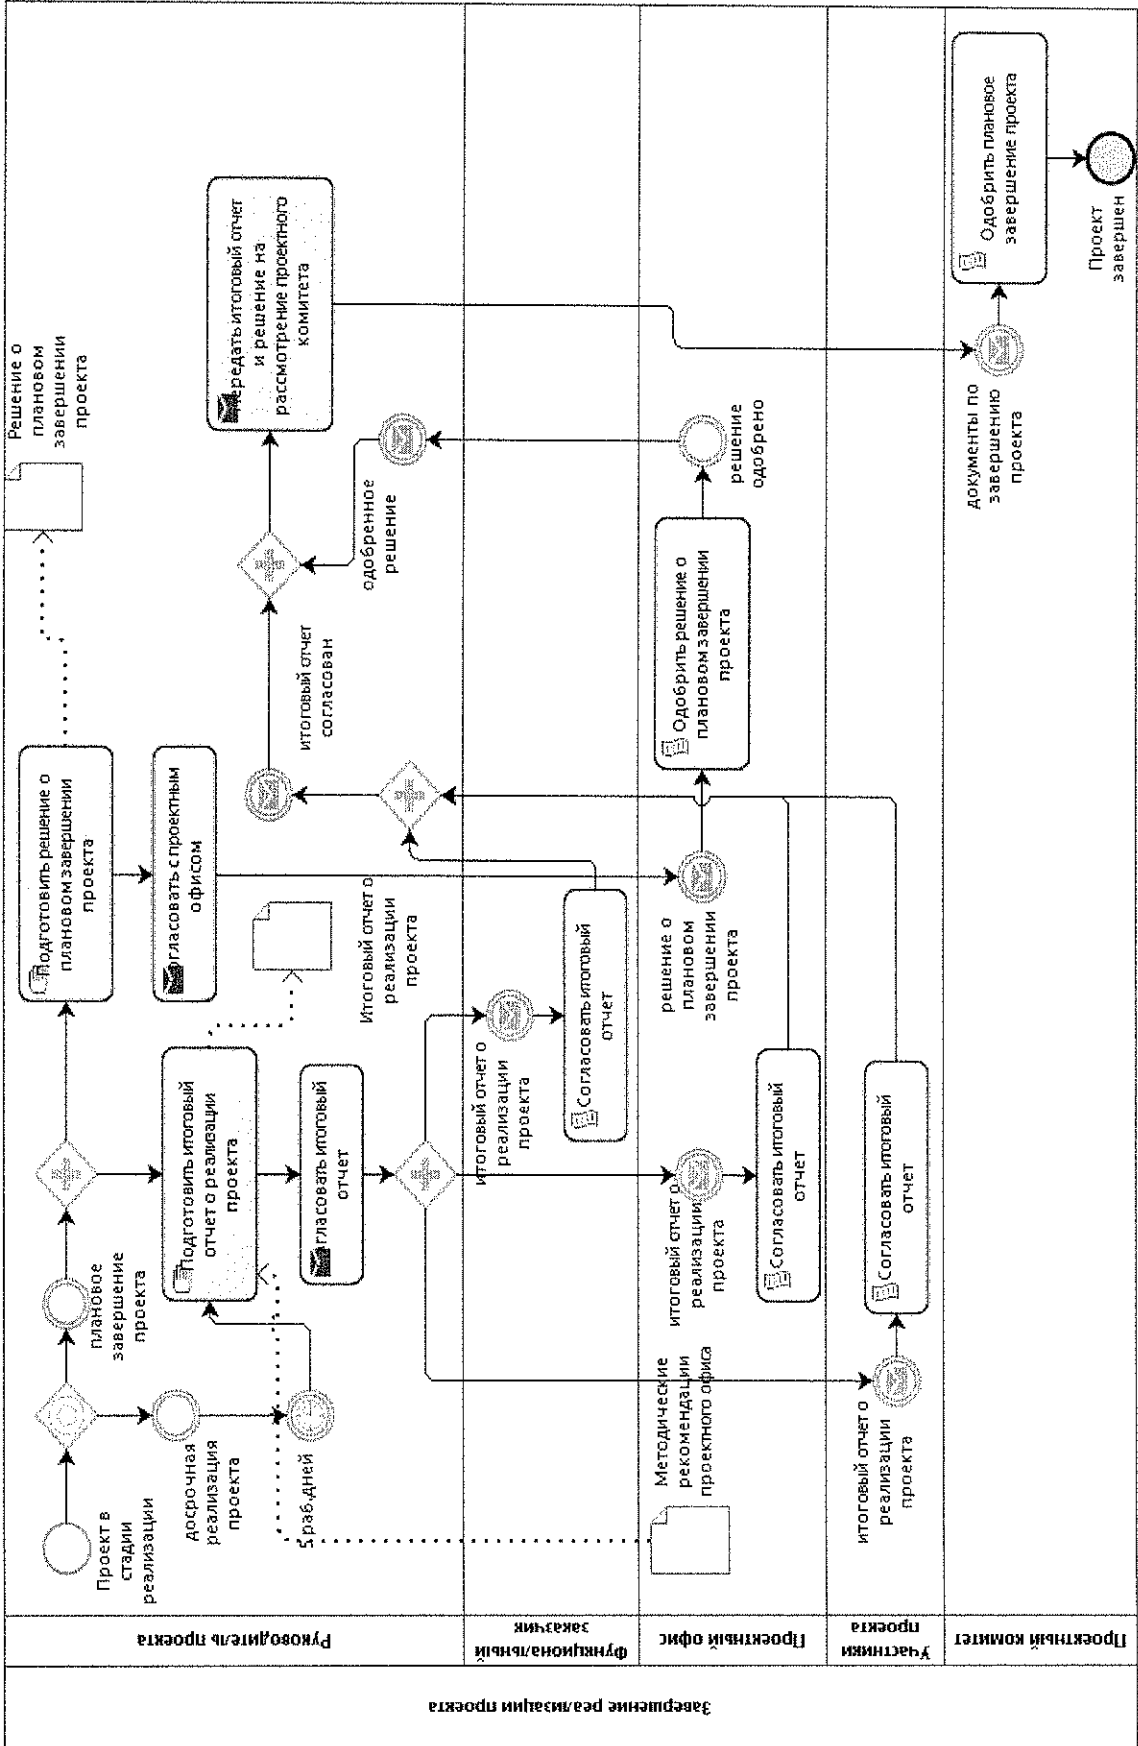 Завершение реализации проекта
Руководитель проекта
Функциональный
заказчик
Проектный офис
Участники
проекта
Проектный комитет
Проект в
стадии
реализации
досрочная
реализация
проекта
5 раб.дней
плановое
завершение
проекта
Подготовить решение о
плановом завершении
проекта
Решение о
плановом
завершении
проекта
огласовать с проектным
офисом
Подготовить итоговый
отчет о реализации
проекта
Итоговый отчет о
реализации
проекта
огласовать итоговый
отчет
итоговый отчет
согласован
одобренное
решение
Передать итоговый отчет
и решение на
рассмотрение проектного
комитета
итоговый отчет о
реализации
проекта
Согласовать итоговый
отчет
Методические
рекомендации
проектного офиса
итоговый отчет о
реализации
проекта
Согласовать итоговый
отчет
решение о
плановом
завершении
проекта
Одобрить решение о
плановом завершении
проекта
решение
одобрено
итоговый отчет о
реализации
проекта
Согласовать итоговый
отчет
документы по
завершению
проекта
Одобрить плановое
завершение проекта
Проект
завершен